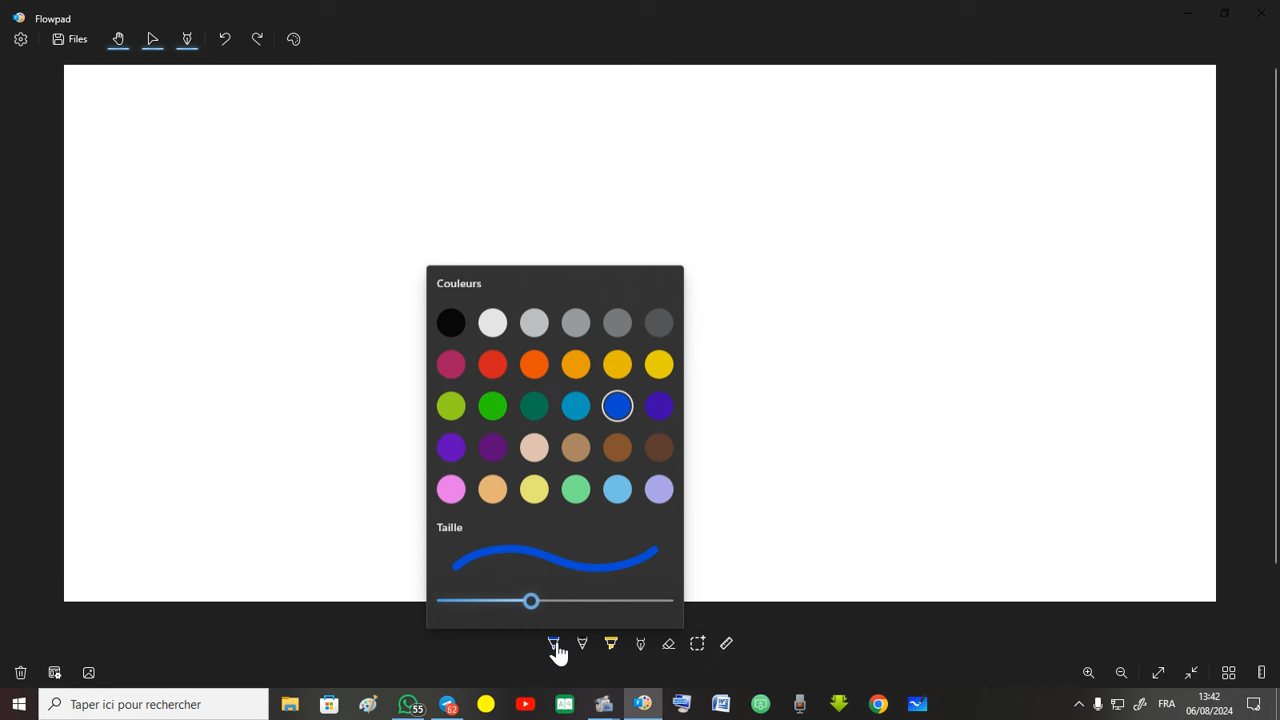 Flowpad
Files
Couleurs
Taille
Taper ici pour rechercher
55
62
FRA
13:42
06/08/2024